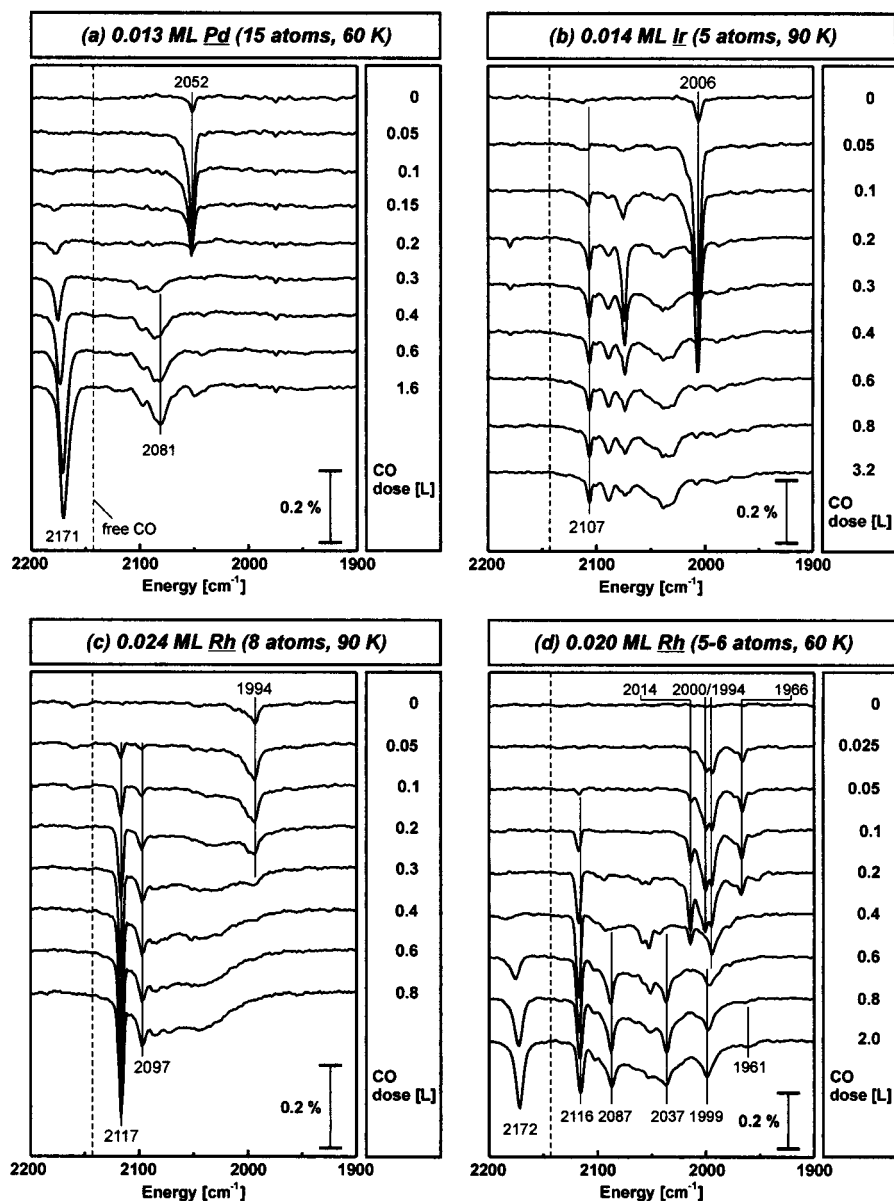 (a) 0.013 ML Pd (15 atoms, 60 K)
2052
0
0.05
0.1
0.15
0.2
0.3
0.4
0.6
1.6
2081
2171
free CO
0.2 %
CO
dose [L]
2200 2100 2000 1900
Energy [cm-1]
(b) 0.014 ML Ir (5 atoms, 90 K)
2006
0
0.05
0.1
0.2
0.3
0.4
0.6
0.8
3.2
2107
0.2 %
CO
dose [L]
2200 2100 2000 1900
Energy [cm-1]
(c) 0.024 ML Rh (8 atoms, 90 K)
1994
0
0.05
0.1
0.2
0.3
0.4
0.6
0.8
2097
2117
0.2 %
CO
dose [L]
2200 2100 2000 1900
Energy [cm-1]
(d) 0.020 ML Rh (5-6 atoms, 60 K)
2014 2000/1994 1966
0
0.025
0.05
0.1
0.2
0.4
0.6
0.8
2.0
1961
2172 2116 2087 2037 1999
0.2 %
CO
dose [L]
2200 2100 2000 1900
Energy [cm-1]